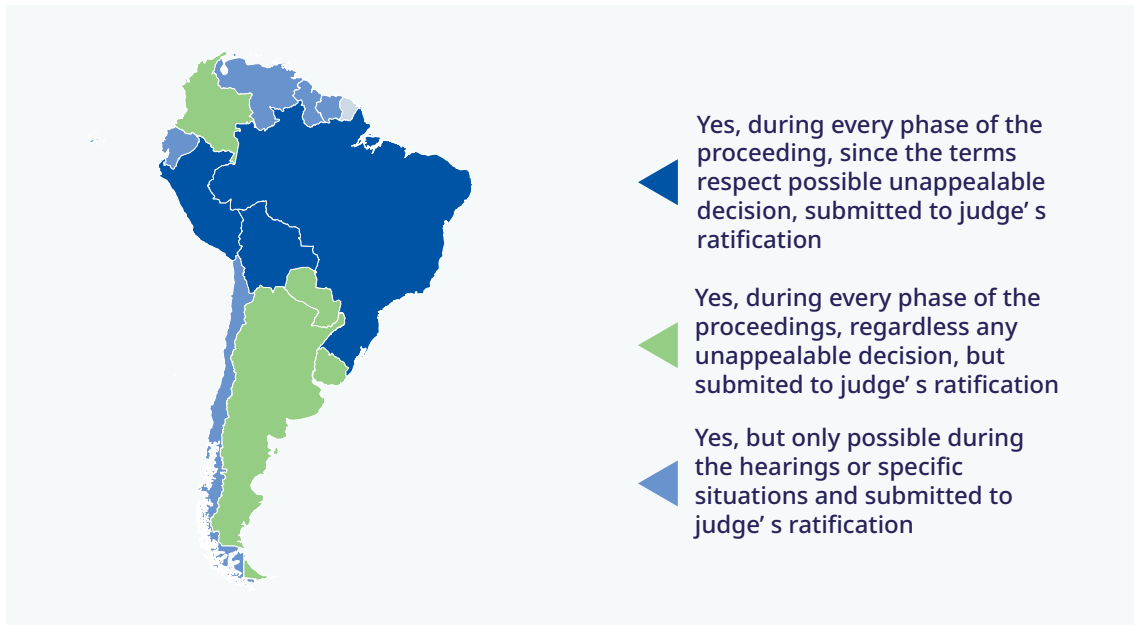 Yes, during every phase of the
proceeding, since the terms
respect possible unappealable
decision, submitted to judge’ s
ratification
Yes, during every phase of the
proceedings, regardless any
unappealable decision, but
submited to judge’ s ratification
Yes, but only possible during
the hearings or specific
situations and submitted to
judge’ s ratification